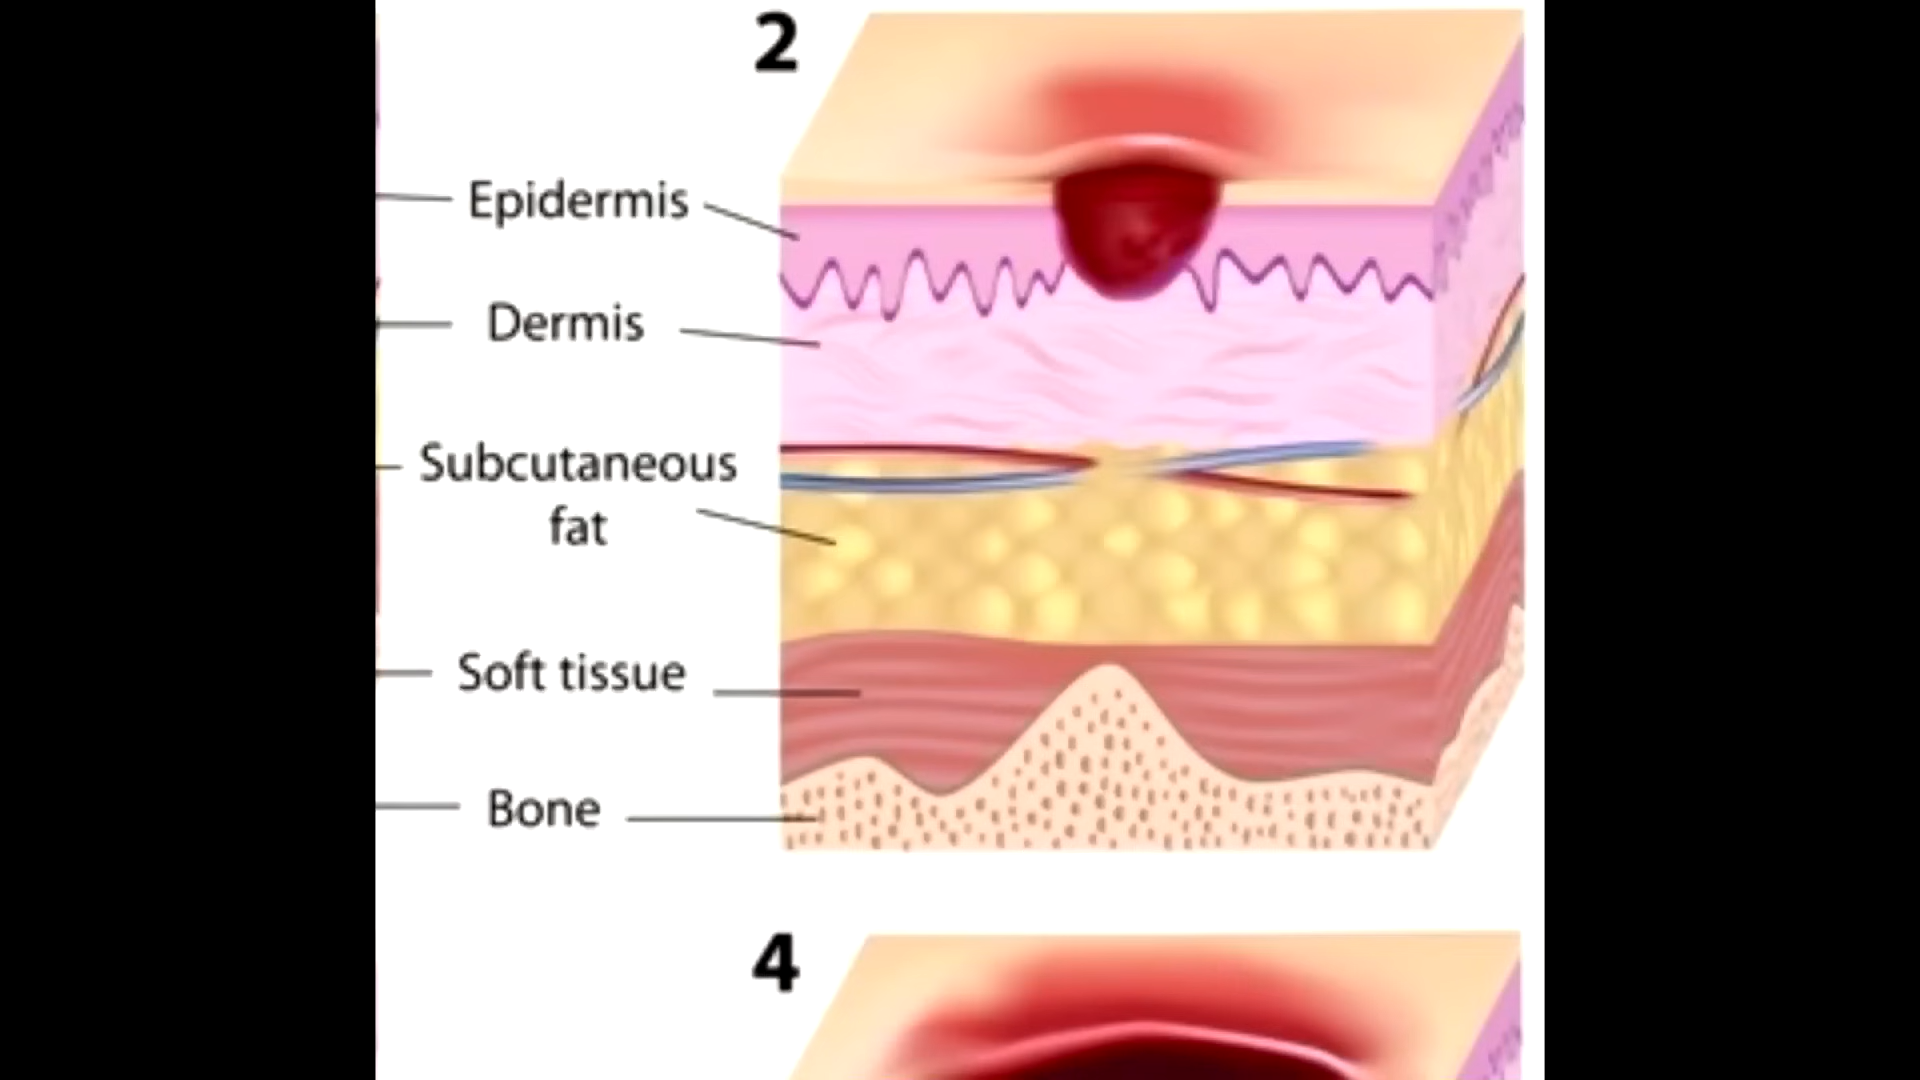 2
Epidermis
Dermis
Subcutaneous
fat
Soft tissue
Bone
4